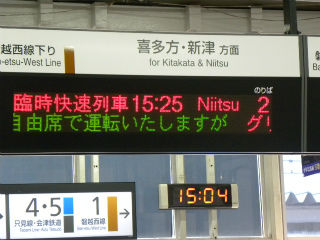 越西線下り
n-etsu-West Line
喜多方・新津 方面
for Kitakata & Niitsu
のりば
臨時快速列車 15:25 Niitsu 2
自由席で運転いたしますが グリ
4・5
只見線・会津鉄道
1
磐越西線
15:04